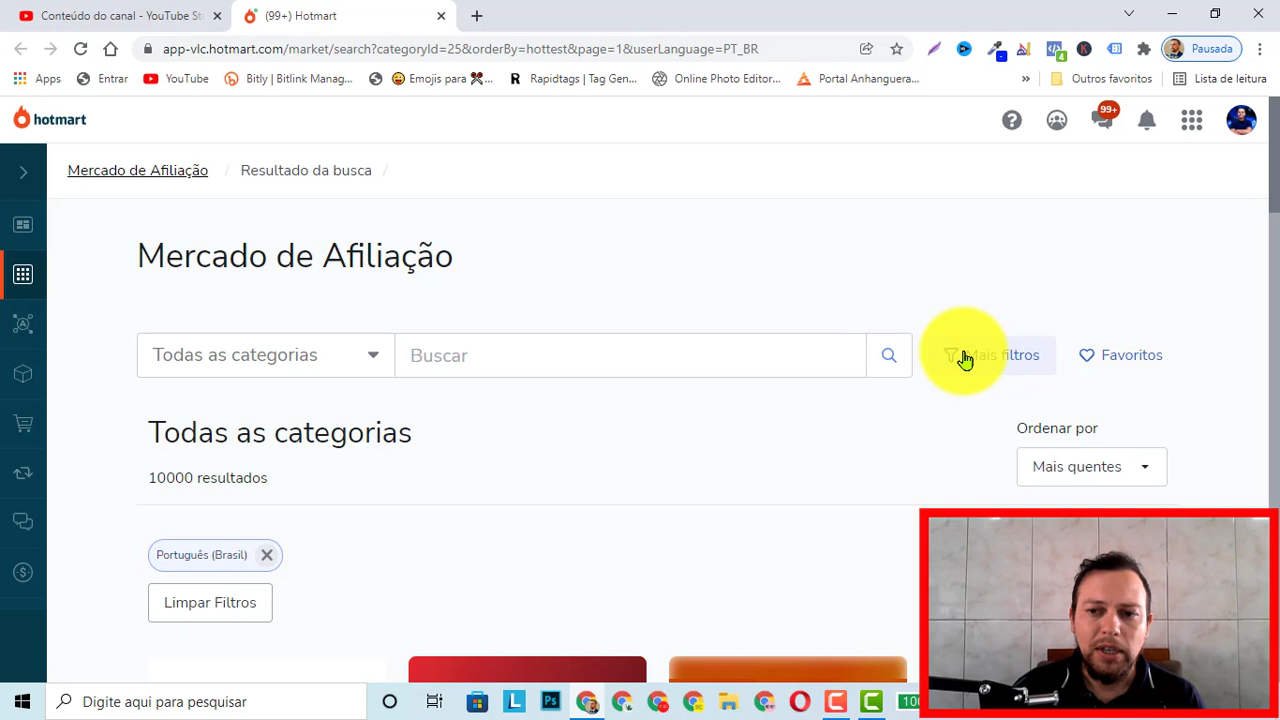 Conteúdo do canal - YouTube St
(99+) Hotmart
app-vlc.hotmart.com/market/search?categoryId=25&orderBy=hottest&page=1&userLanguage=PT_BR
Pausada
Apps
Entrar
YouTube
Bitly | Bitlink Manag...
Emojis para
Rapidtags | Tag Gen...
Online Photo Editor...
Portal Anhanguera...
»
Outros favoritos
Lista de leitura
4
hotmart
99+
Mercado de Afiliação / Resultado da busca /
Mercado de Afiliação
Todas as categorias
Buscar
Mais filtros
Favoritos
Todas as categorias
Ordenar por
10000 resultados
Mais quentes
Português (Brasil)
Limpar Filtros
Digite aqui para pesquisar
L
Ps